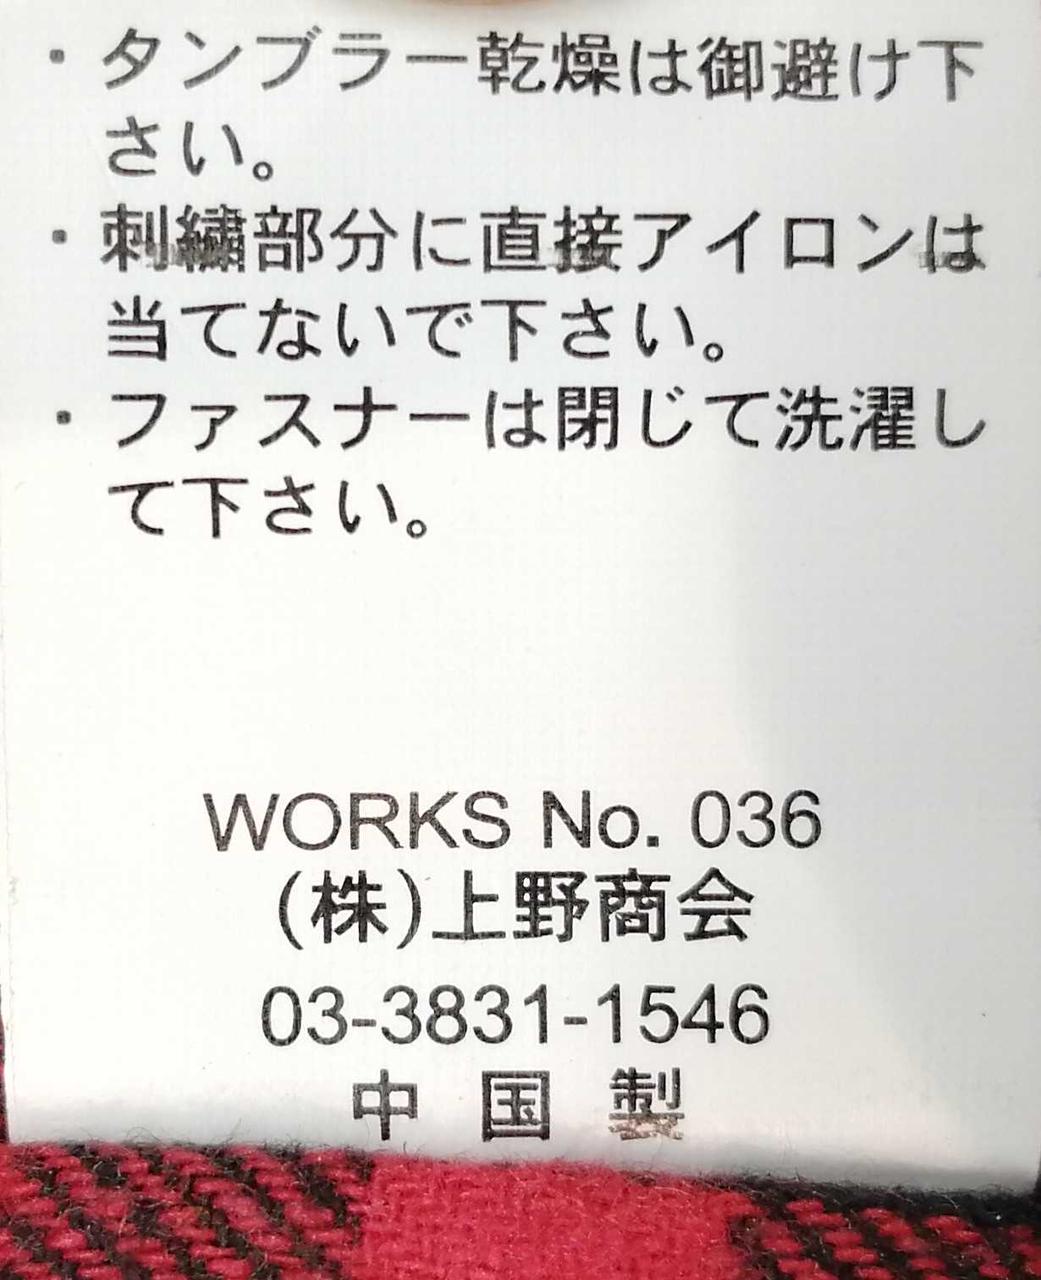 ・タンブラー乾燥は御避け下
さい。
・刺繍部分に直接アイロンは
当てないで下さい。
・ファスナーは閉じて洗濯し
て下さい。
WORKS No. 036
(株)上野商会
03-3831-1546
中国製